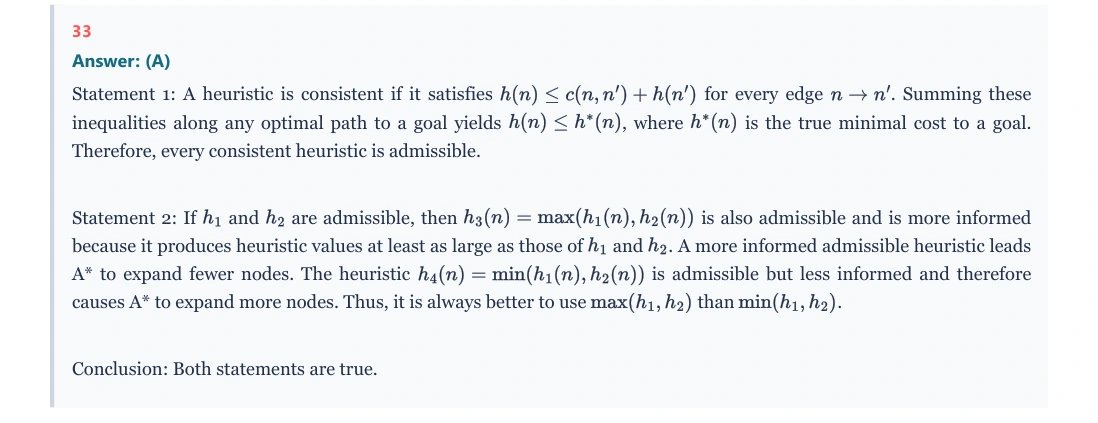 33
Answer: (A)
Statement 1: A heuristic is consistent if it satisfies h(n) ≤ c(n, n′) + h(n′) for every edge n → n′. Summing these
inequalities along any optimal path to a goal yields h(n) ≤ h*(n), where h*(n) is the true minimal cost to a goal.
Therefore, every consistent heuristic is admissible.
Statement 2: If h₁ and h₂ are admissible, then h₃(n) = max(h₁(n), h₂(n)) is also admissible and is more informed
because it produces heuristic values at least as large as those of h₁ and h₂. A more informed admissible heuristic leads
A* to expand fewer nodes. The heuristic h₄(n) = min(h₁(n), h₂(n)) is admissible but less informed and therefore
causes A* to expand more nodes. Thus, it is always better to use max(h₁, h₂) than min(h₁, h₂).
Conclusion: Both statements are true.